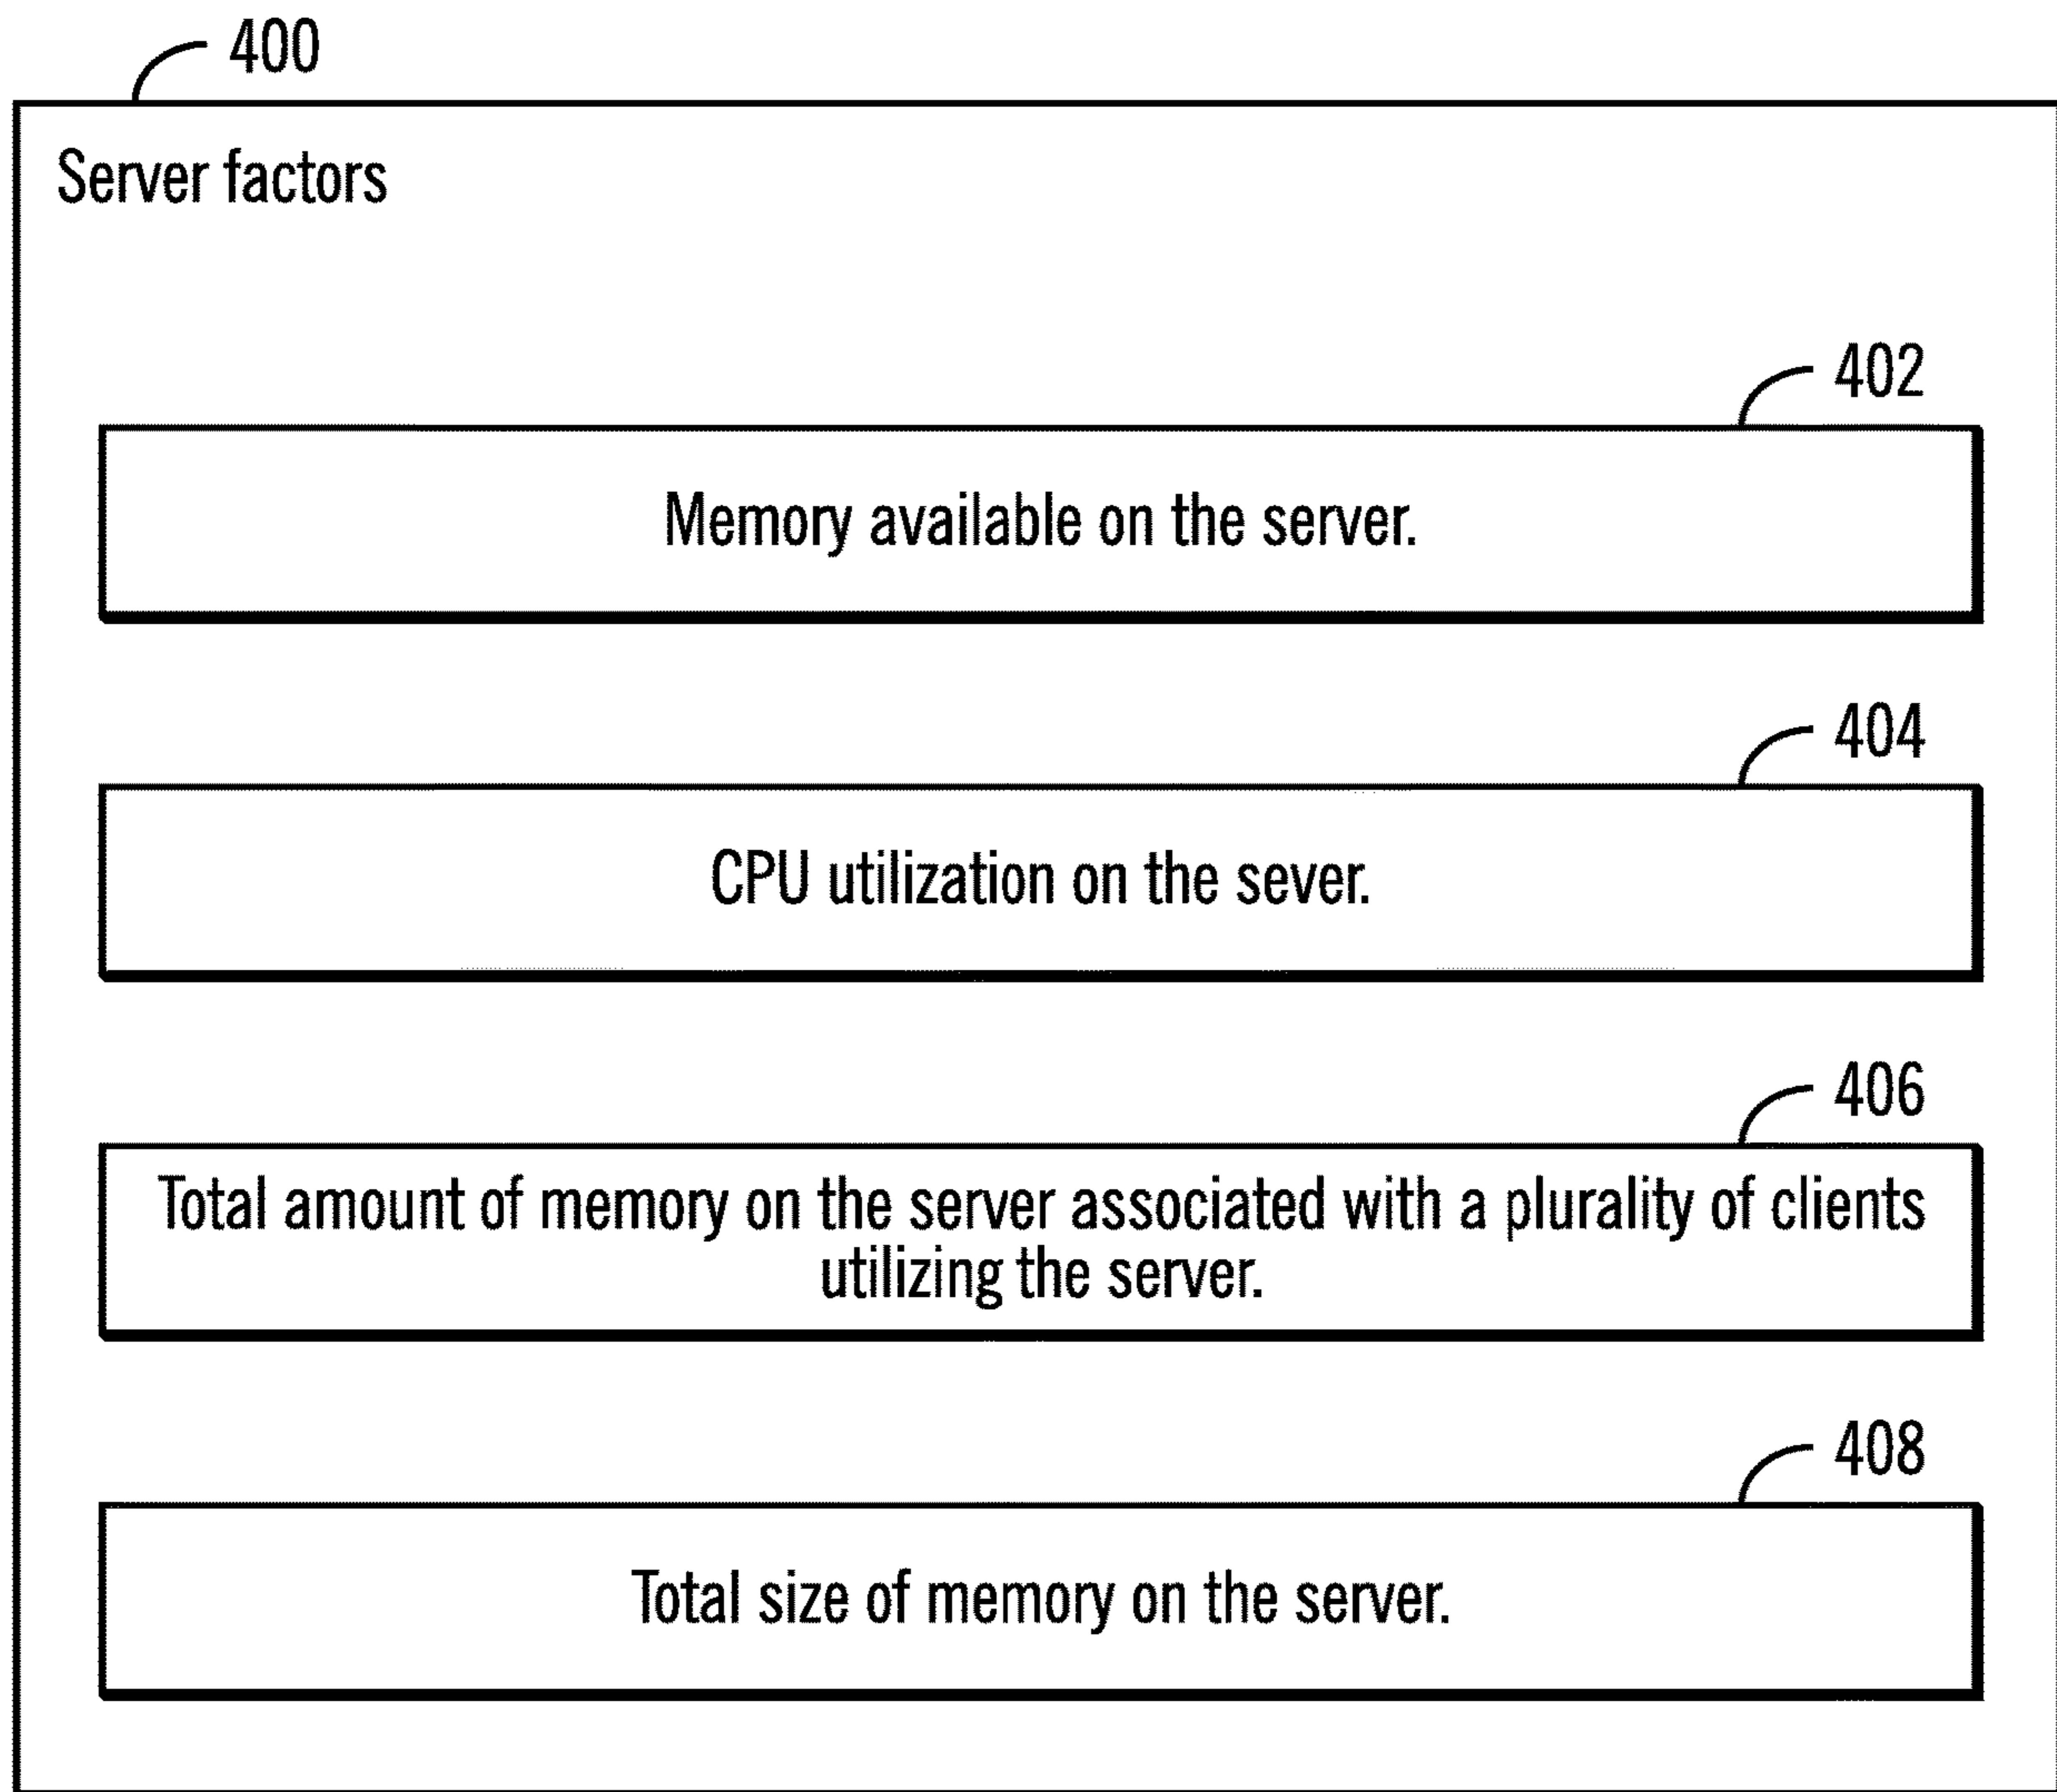 400
Server factors
402
Memory available on the server.
404
CPU utilization on the sever.
406
Total amount of memory on the server associated with a plurality of clients
utilizing the server.
408
Total size of memory on the server.